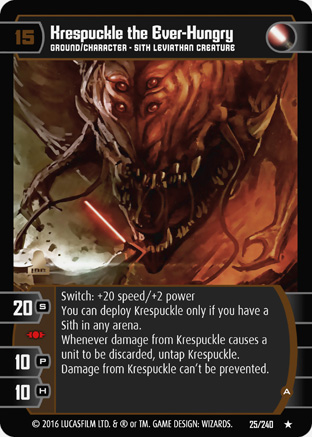 15
Krespuckle the Ever-Hungry
GROUND/CHARACTER - SITH LEVIATHAN CREATURE
20 S
10 P
10 H
Switch: +20 speed/+2 power
You can deploy Krespuckle only if you have a
Sith in any arena.
Whenever damage from Krespuckle causes a
unit to be discarded, untap Krespuckle.
Damage from Krespuckle can't be prevented.
A
© 2016 LUCASFILM LTD. & ® or TM. GAME DESIGN: WIZARDS.
25/240